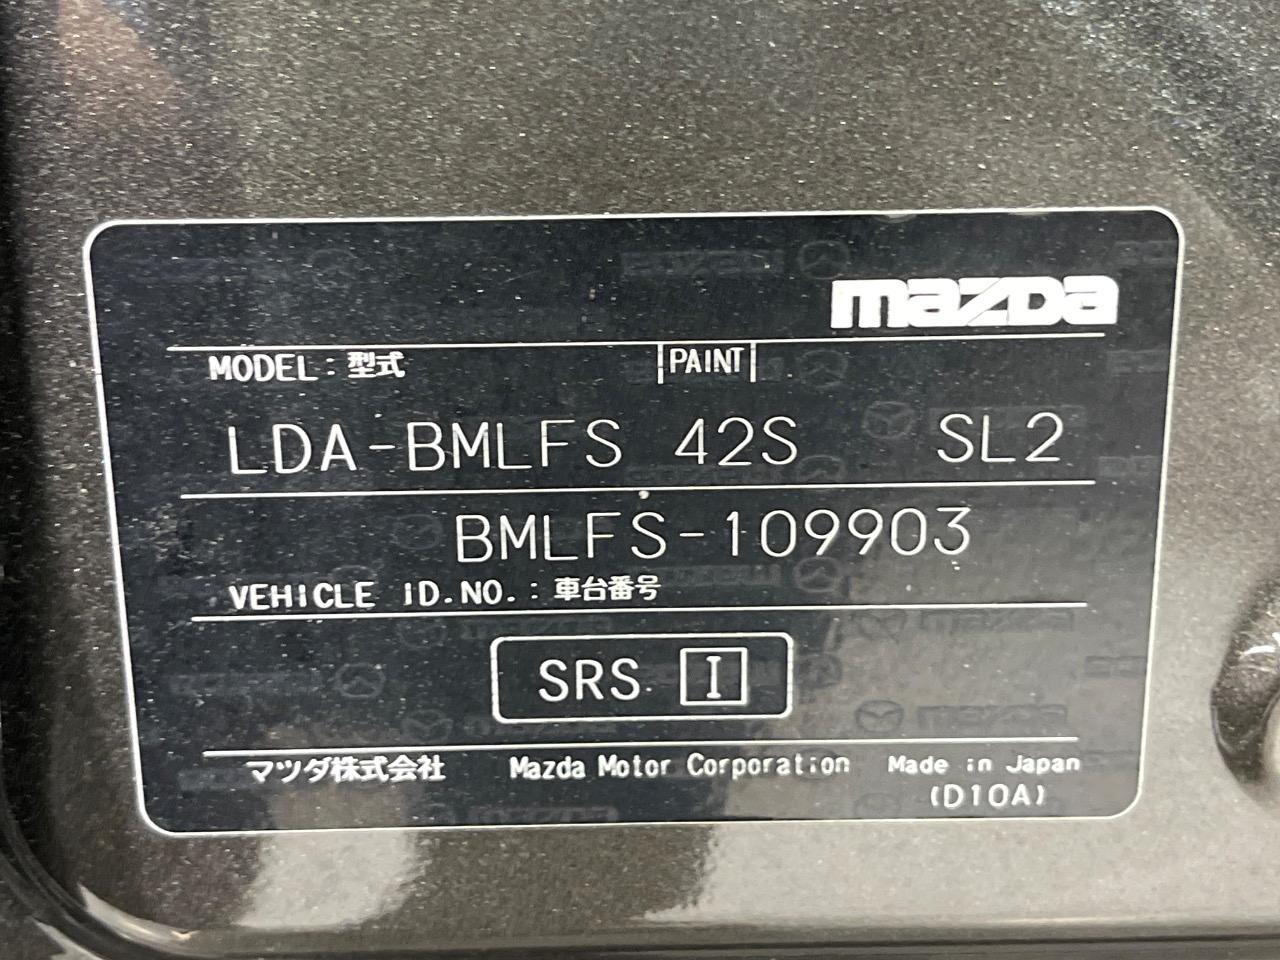 mazda
MODEL：型式 PAINT
LDA-BMLFS 42S SL2
BMLFS-109903
VEHICLE ID.NO.：車台番号
SRS I
マツダ株式会社 Mazda Motor Corporation Made in Japan
(D10A)